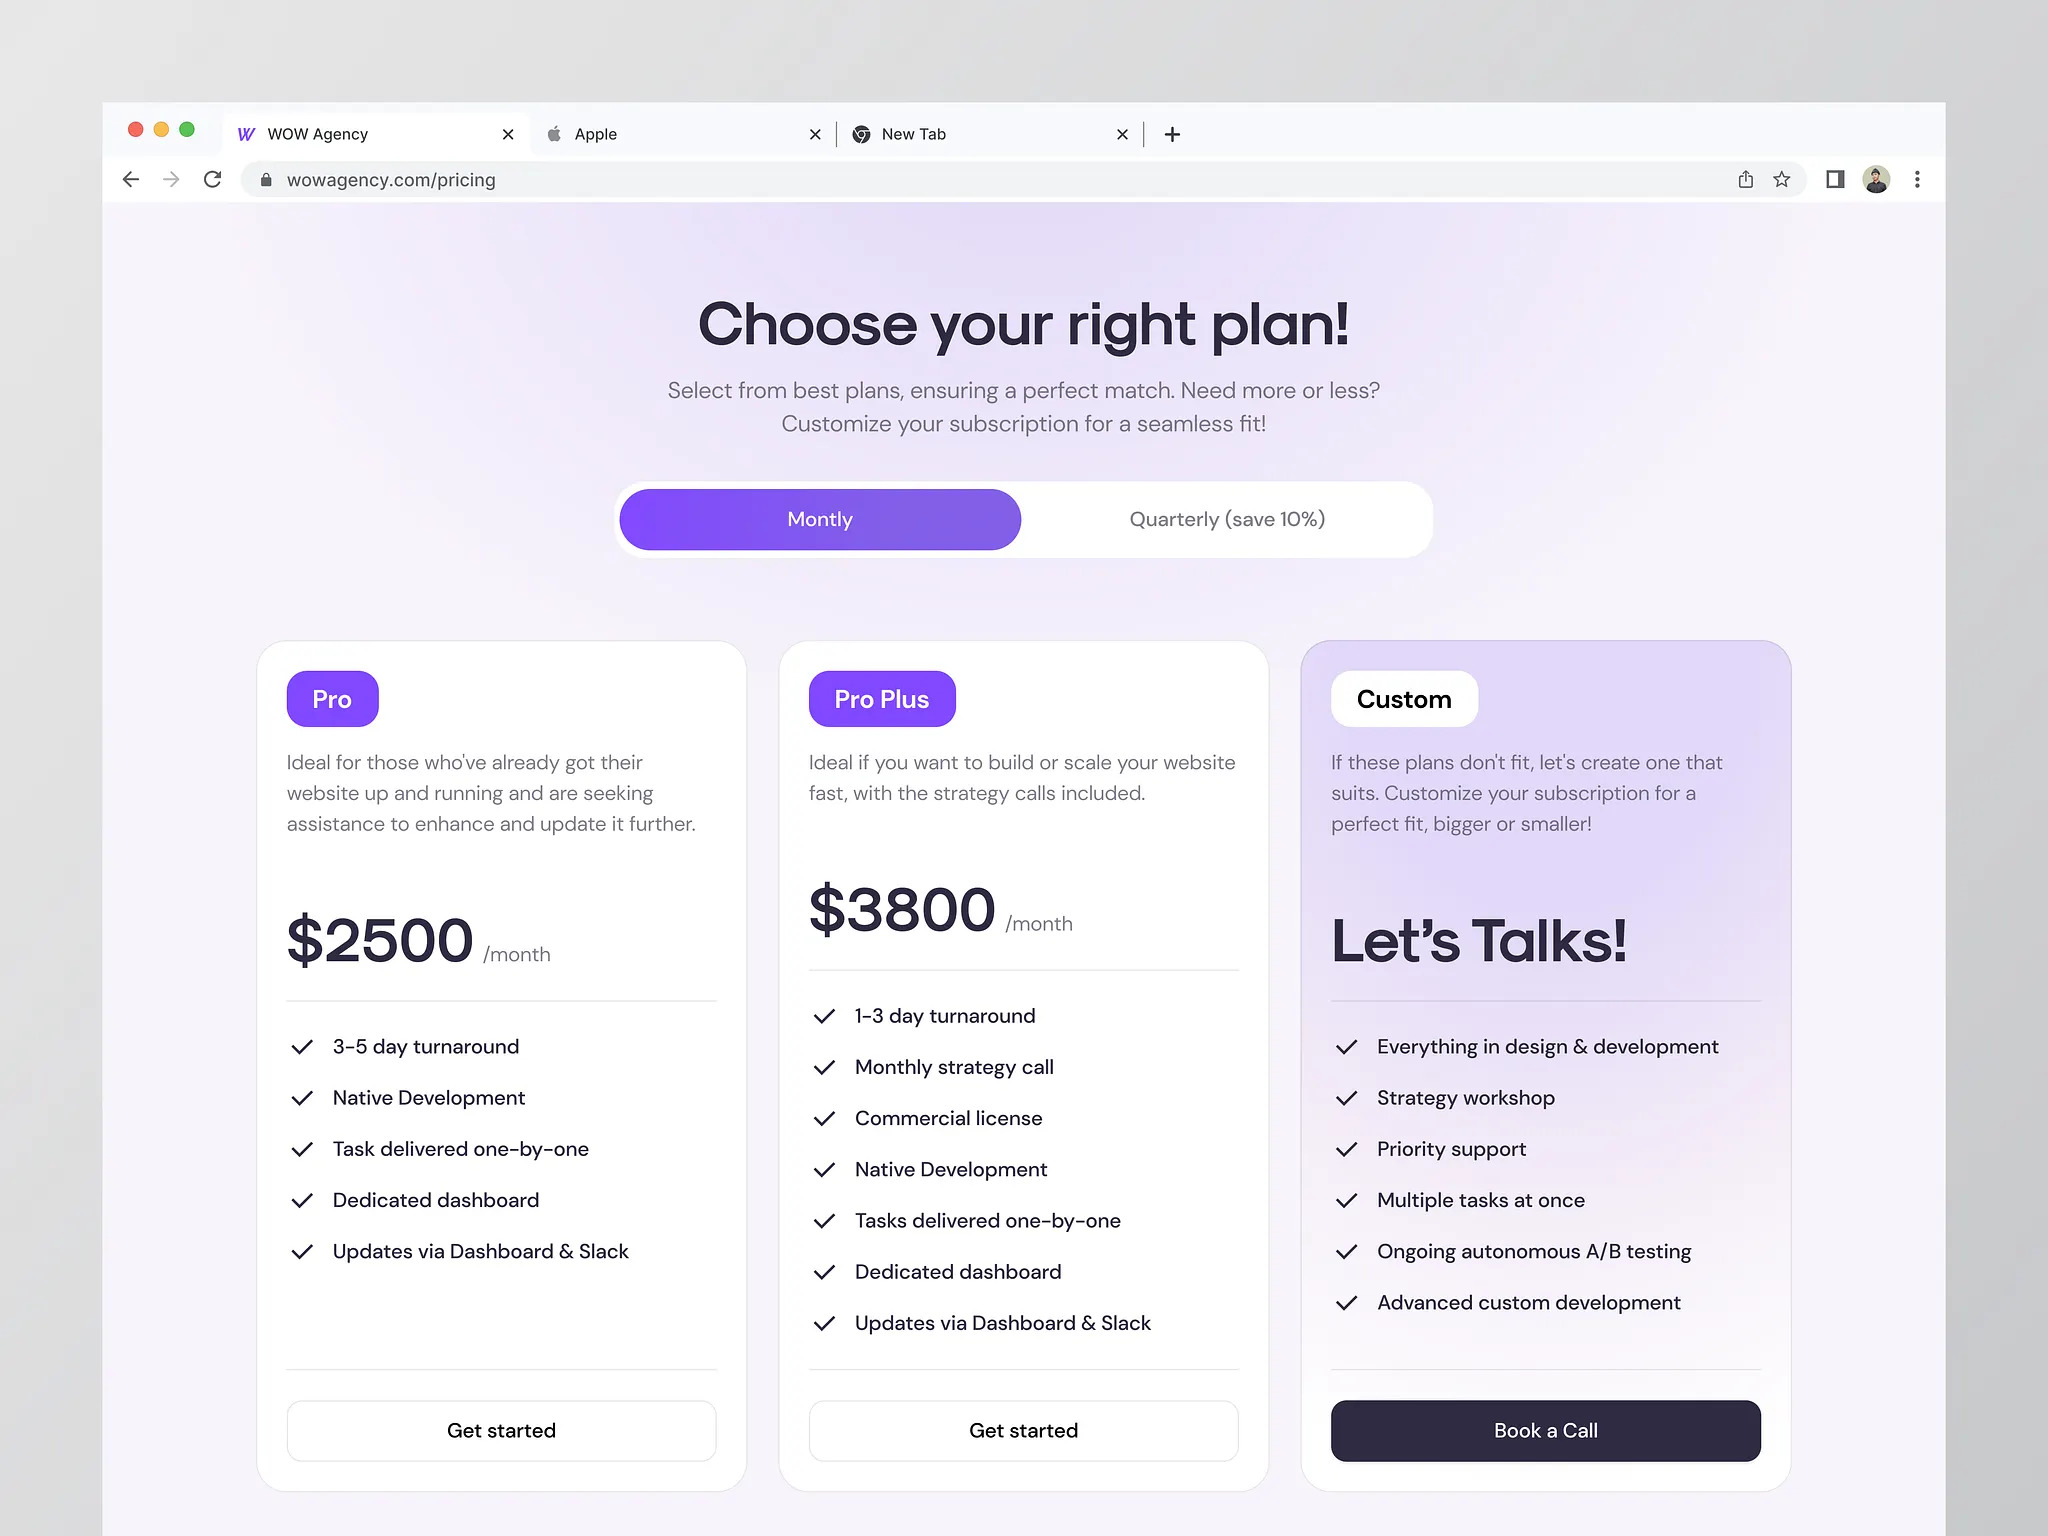 WOW Agency
Apple
New Tab
wowagency.com/pricing
Choose your right plan!
Select from best plans, ensuring a perfect match. Need more or less?
Customize your subscription for a seamless fit!
Montly
Quarterly (save 10%)
Pro
Ideal for those who've already got their
website up and running and are seeking
assistance to enhance and update it further.
$2500 /month
3-5 day turnaround
Native Development
Task delivered one-by-one
Dedicated dashboard
Updates via Dashboard & Slack
Get started
Pro Plus
Ideal if you want to build or scale your website
fast, with the strategy calls included.
$3800 /month
1-3 day turnaround
Monthly strategy call
Commercial license
Native Development
Tasks delivered one-by-one
Dedicated dashboard
Updates via Dashboard & Slack
Get started
Custom
If these plans don't fit, let's create one that
suits. Customize your subscription for a
perfect fit, bigger or smaller!
Let’s Talks!
Everything in design & development
Strategy workshop
Priority support
Multiple tasks at once
Ongoing autonomous A/B testing
Advanced custom development
Book a Call